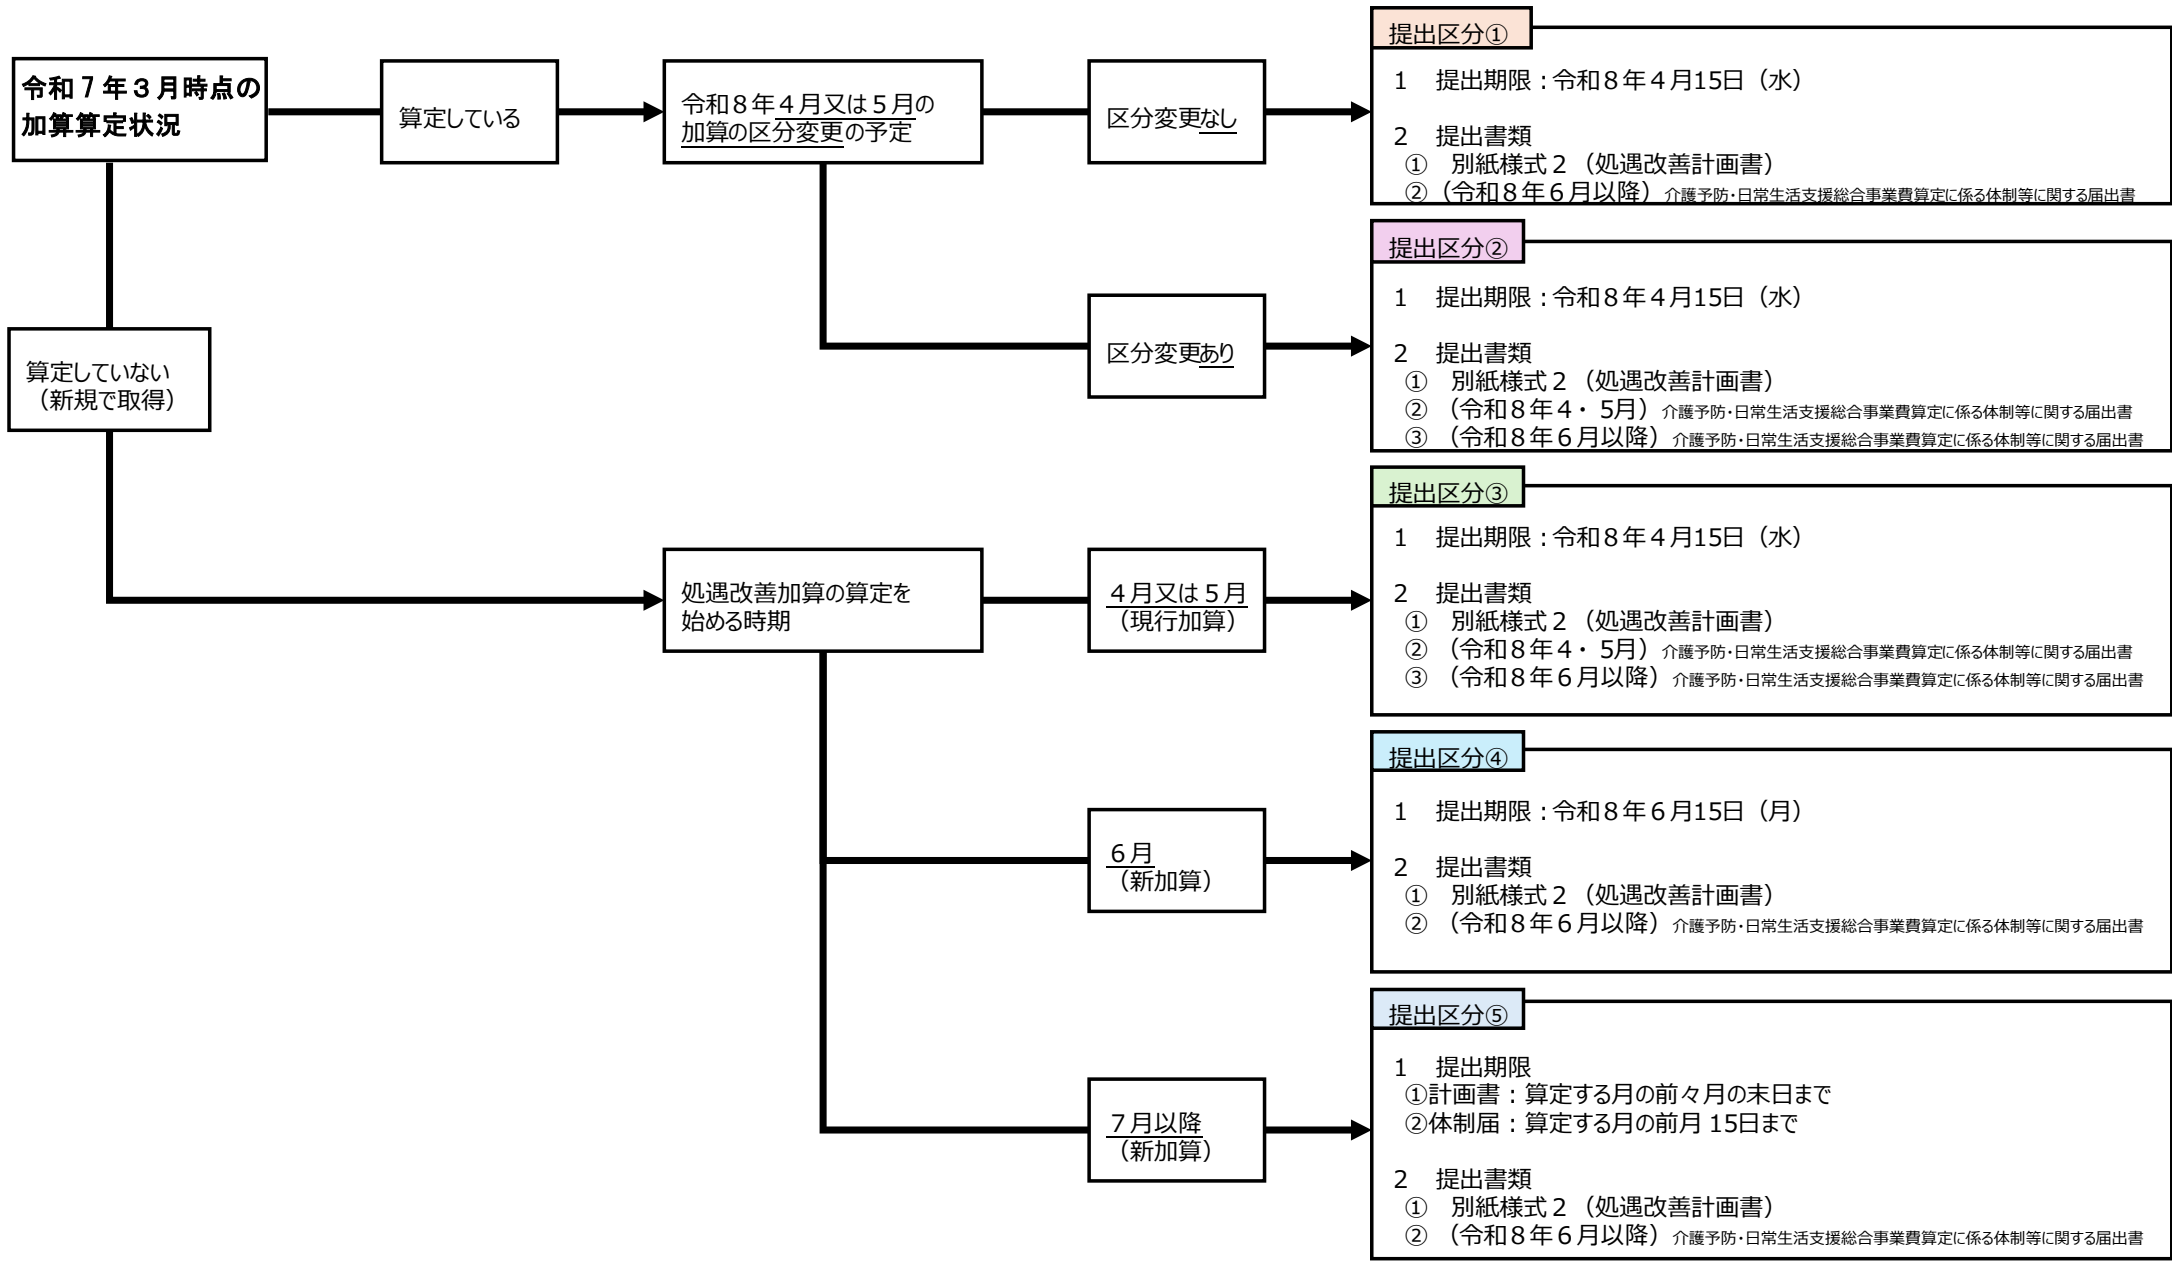 令和７年３月時点の
加算算定状況
算定している
令和８年４月又は５月の
加算の区分変更の予定
区分変更なし
提出区分①
1　提出期限：令和８年４月15日（水）
2　提出書類
①　別紙様式２（処遇改善計画書）
②（令和８年６月以降）介護予防・日常生活支援総合事業費算定に係る体制等に関する届出書
区分変更あり
提出区分②
1　提出期限：令和８年４月15日（水）
2　提出書類
①　別紙様式２（処遇改善計画書）
②（令和８年４・５月）介護予防・日常生活支援総合事業費算定に係る体制等に関する届出書
③（令和８年６月以降）介護予防・日常生活支援総合事業費算定に係る体制等に関する届出書
算定していない
（新規で取得）
処遇改善加算の算定を
始める時期
４月又は５月
（現行加算）
提出区分③
1　提出期限：令和８年４月15日（水）
2　提出書類
①　別紙様式２（処遇改善計画書）
②（令和８年４・５月）介護予防・日常生活支援総合事業費算定に係る体制等に関する届出書
③（令和８年６月以降）介護予防・日常生活支援総合事業費算定に係る体制等に関する届出書
６月
（新加算）
提出区分④
1　提出期限：令和８年６月15日（月）
2　提出書類
①　別紙様式２（処遇改善計画書）
②（令和８年６月以降）介護予防・日常生活支援総合事業費算定に係る体制等に関する届出書
７月以降
（新加算）
提出区分⑤
1　提出期限
①計画書：算定する月の前々月の末日まで
②体制届：算定する月の前月15日まで
2　提出書類
①　別紙様式２（処遇改善計画書）
②（令和８年６月以降）介護予防・日常生活支援総合事業費算定に係る体制等に関する届出書